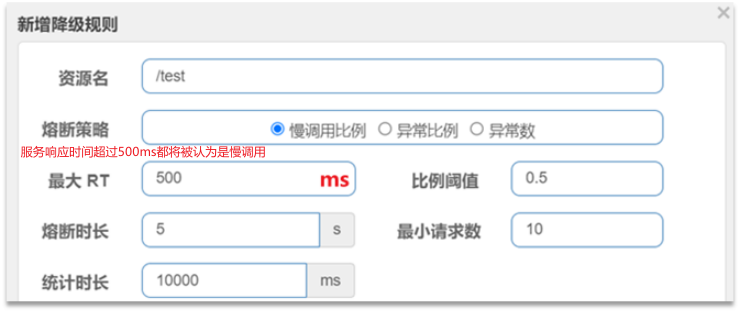 新增降级规则 ×
资源名 /test
熔断策略 慢调用比例 异常比例 异常数
服务响应时间超过500ms都将被认为是慢调用
最大 RT 500 ms 比例阈值 0.5
熔断时长 5 s 最小请求数 10
统计时长 10000 ms